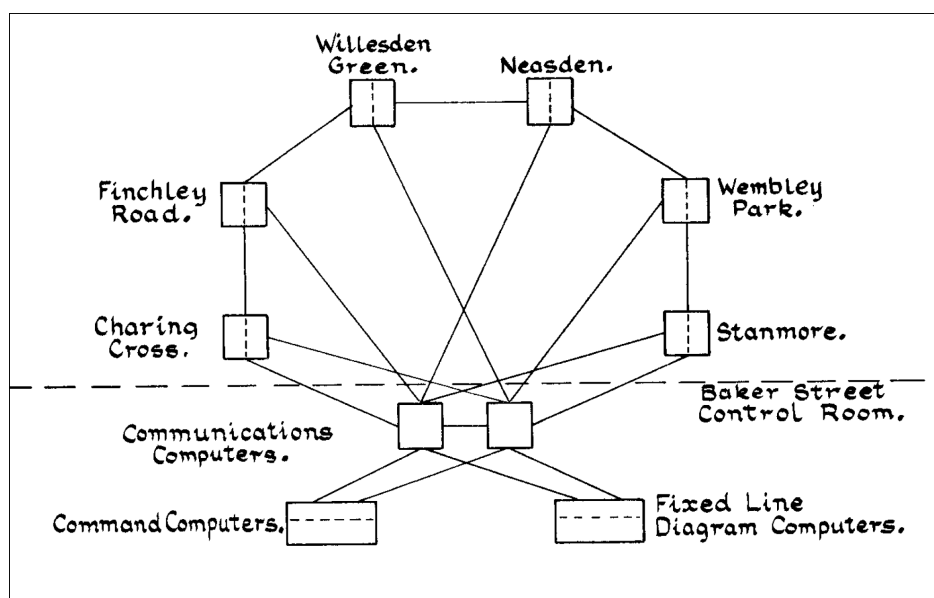 Willesden
Green.
Neasden.
Finchley
Road.
Wembley
Park.
Charing
Cross.
Stanmore.
Baker Street
Control Room.
Communications
Computers.
Command Computers.
Fixed Line
Diagram Computers.